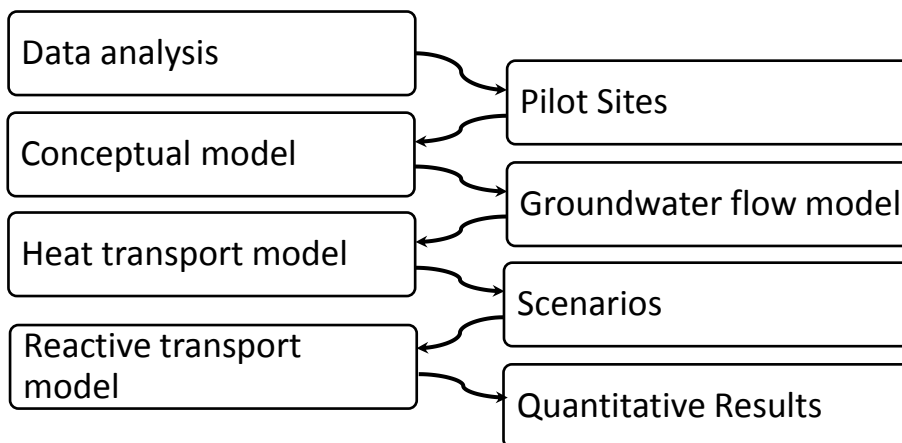 Data analysis
Pilot Sites
Conceptual model
Groundwater flow model
Heat transport model
Scenarios
Reactive transport
model
Quantitative Results